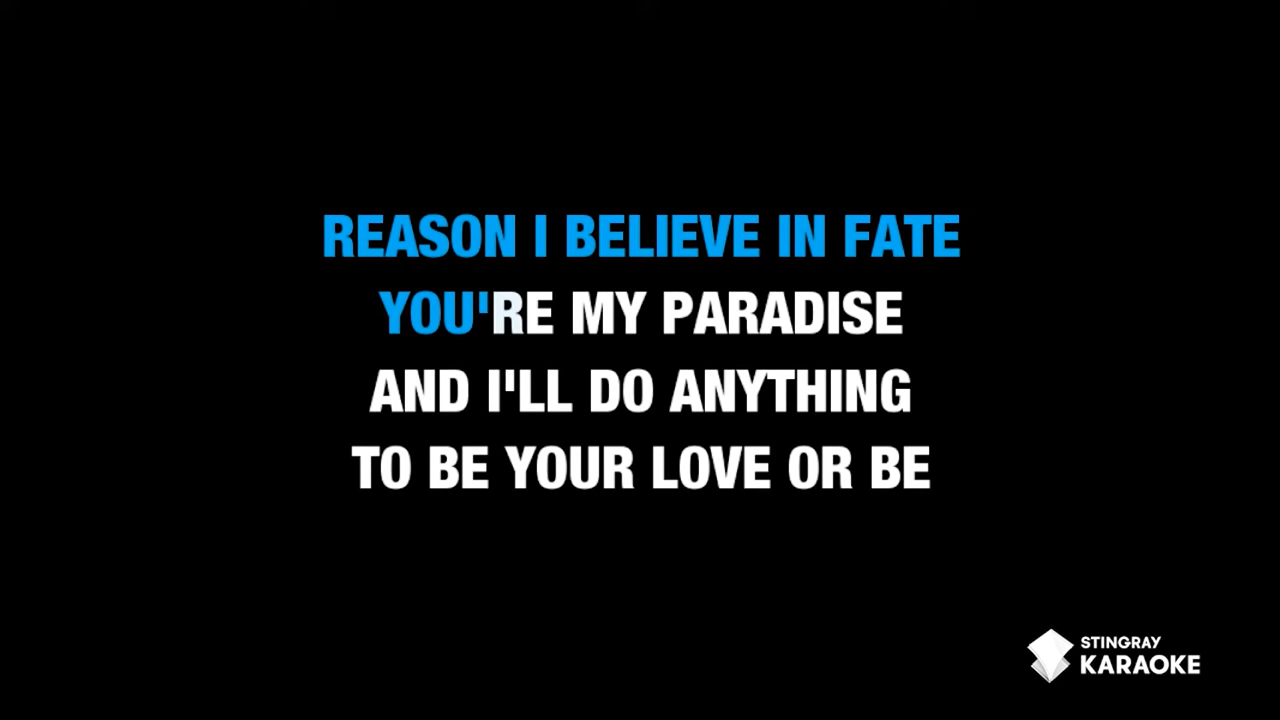 REASON I BELIEVE IN FATE
YOU'RE MY PARADISE
AND I'LL DO ANYTHING
TO BE YOUR LOVE OR BE
STINGRAY
KARAOKE